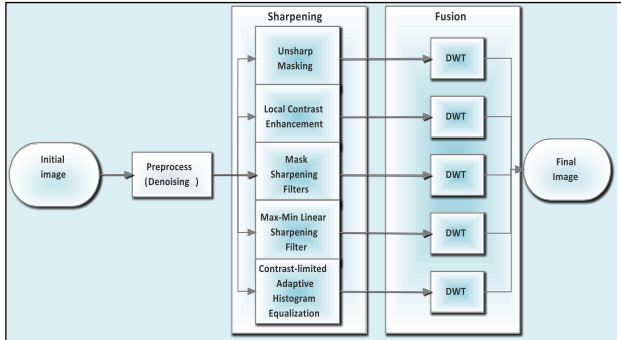 Sharpening
Fusion
Unsharp
Masking
DWT
Local Contrast
Enhancement
DWT
Initial
image
Preprocess
(Denoising )
Mask
Sharpening
Filters
DWT
Final
Image
Max-Min Linear
Sharpening
Filter
DWT
Contrast-limited
Adaptive
Histogram
Equalization
DWT